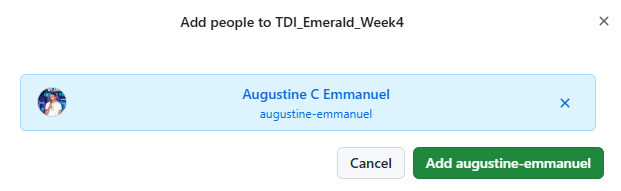 Add people to TDI_Emerald_Week4
Augustine C Emmanuel
augustine-emmanuel
Cancel
Add augustine-emmanuel